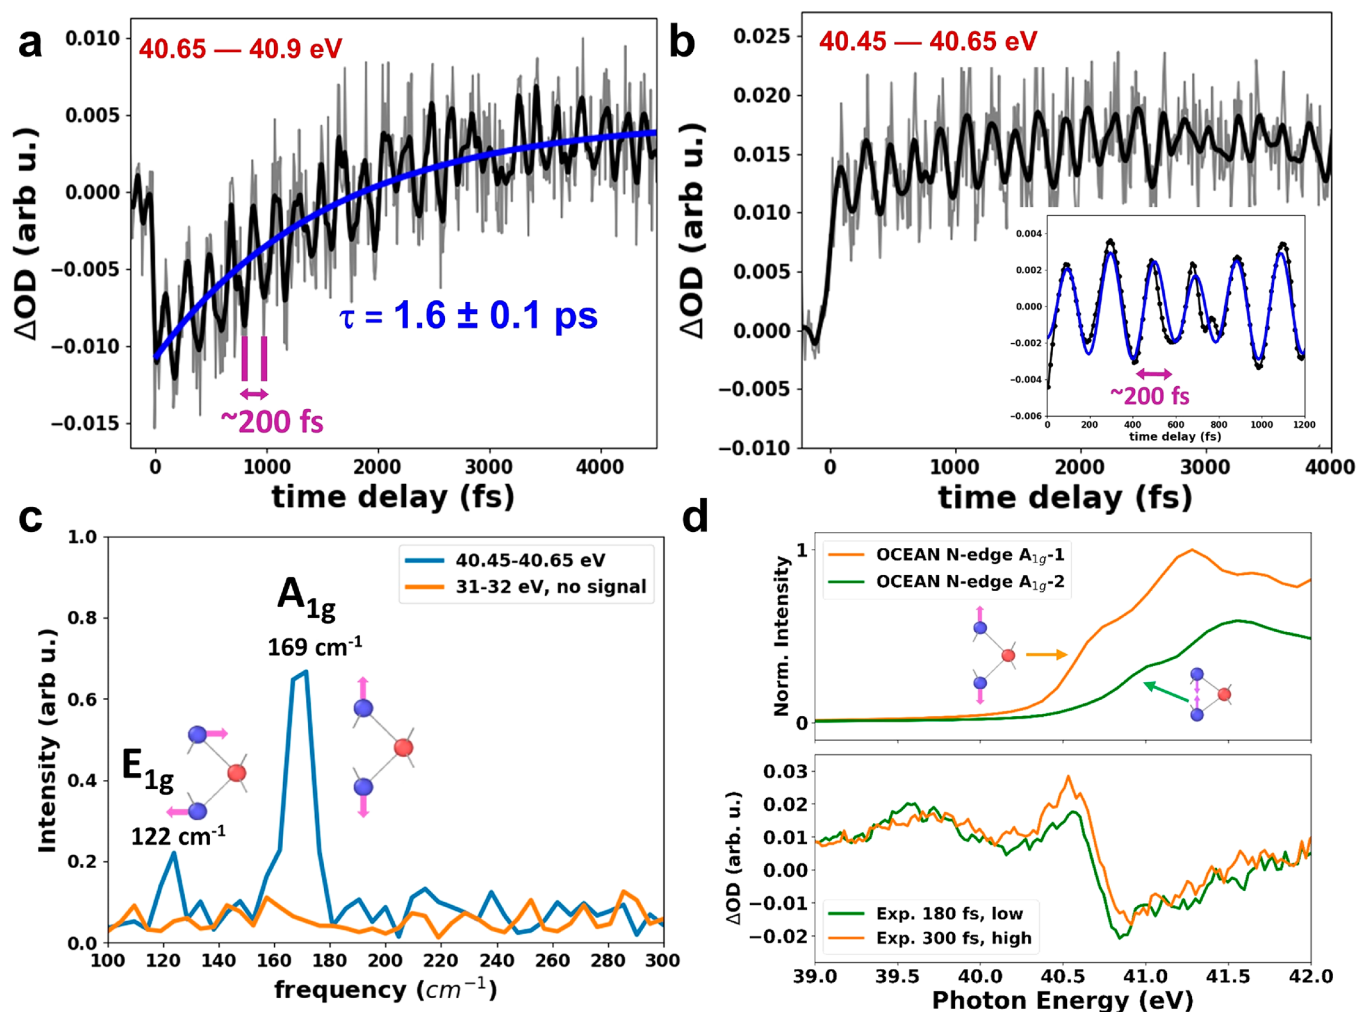 a
40.65 — 40.9 eV
0.010
0.005
0.000
−0.005
−0.010
−0.015
ΔOD (arb u.)
τ = 1.6 ± 0.1 ps
~200 fs
0
1000
2000
3000
4000
time delay (fs)
b
40.45 — 40.65 eV
0.025
0.020
0.015
0.010
0.005
0.000
−0.005
−0.010
ΔOD (arb u.)
0.004
0.002
0.000
−0.002
−0.004
−0.006
~200 fs
0
200
400
600
800
1000
1200
time delay (fs)
0
1000
2000
3000
4000
time delay (fs)
c
1.0
0.8
0.6
0.4
0.2
0.0
Intensity (arb u.)
40.45-40.65 eV
31-32 eV, no signal
A1g
169 cm⁻¹
E1g
122 cm⁻¹
100
120
140
160
180
200
220
240
260
280
300
frequency (cm⁻¹)
d
1
0
Norm. Intensity
OCEAN N-edge A1g-1
OCEAN N-edge A1g-2
0.03
0.02
0.01
0.00
−0.01
−0.02
ΔOD (arb. u.)
Exp. 180 fs, low
Exp. 300 fs, high
39.0
39.5
40.0
40.5
41.0
41.5
42.0
Photon Energy (eV)